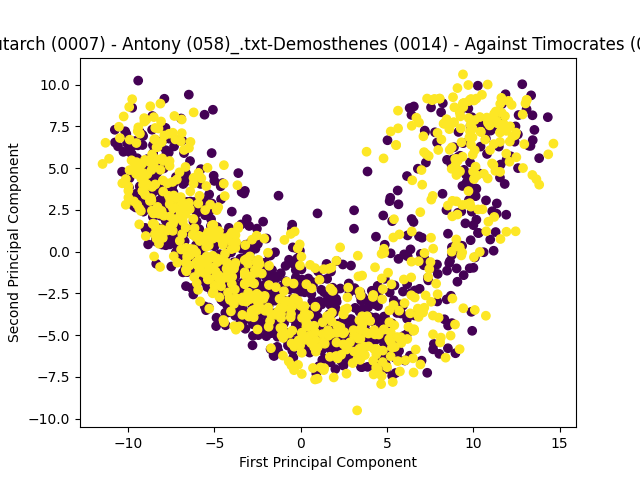 utarch (0007) - Antony (058)_.txt-Demosthenes (0014) - Against Timocrates (0
10.0
7.5
5.0
2.5
0.0
−2.5
−5.0
−7.5
−10.0
Second Principal Component
−10 −5 0 5 10 15
First Principal Component